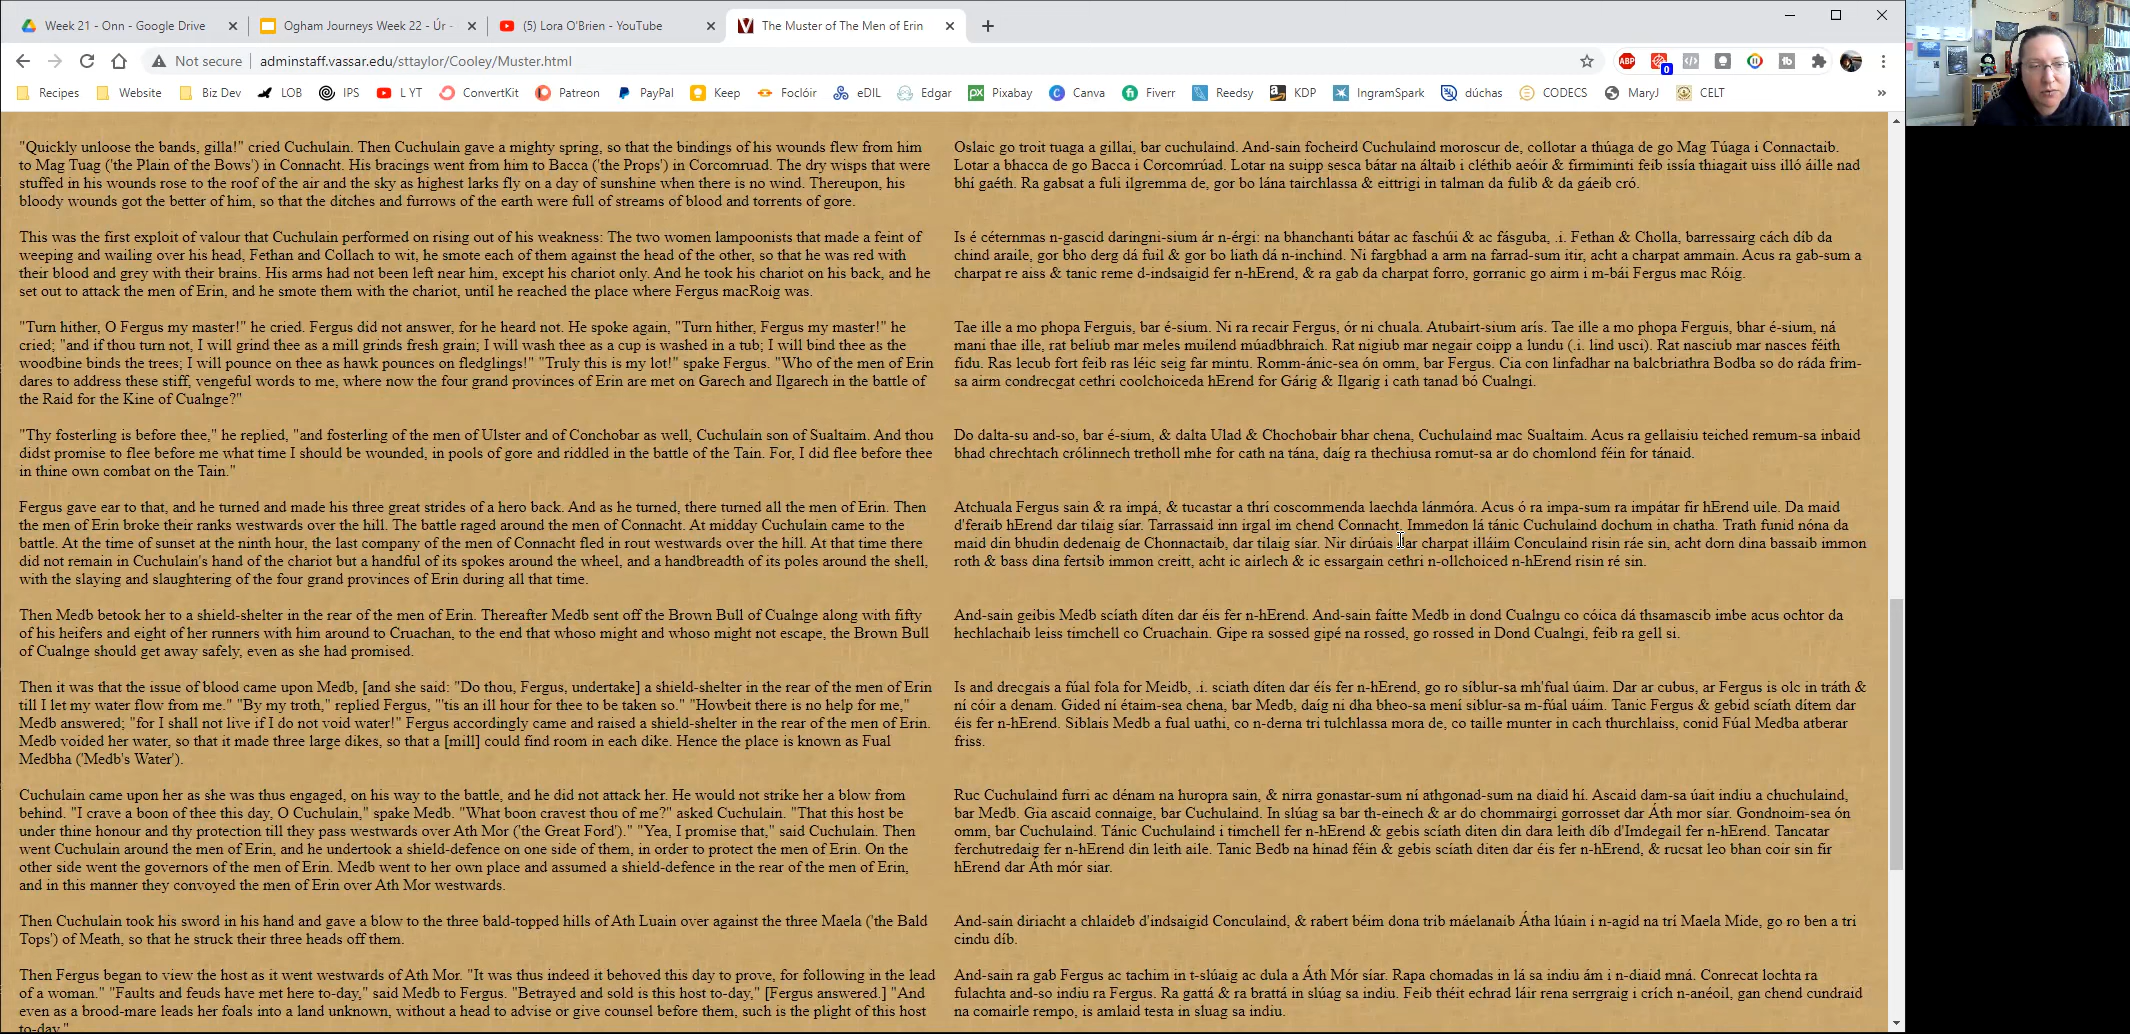 Week 21 - Onn - Google Drive
Ogham Journeys Week 22 - Úr -
(5) Lora O'Brien - YouTube
The Muster of The Men of Erin
Not secure
adminstaff.vassar.edu/sttaylor/Cooley/Muster.html
ABP
0
Recipes
Website
Biz Dev
LOB
IPS
L YT
ConvertKit
Patreon
PayPal
Keep
Foclóir
eDIL
Edgar
Pixabay
Canva
Fiverr
Reedsy
KDP
IngramSpark
dúchas
CODECS
MaryJ
CELT
"Quickly unloose the bands, gilla!" cried Cuchulain. Then Cuchulain gave a mighty spring, so that the bindings of his wounds flew from him
to Mag Tuag ('the Plain of the Bows') in Connacht. His bracings went from him to Bacca ('the Props') in Corcomruad. The dry wisps that were
stuffed in his wounds rose to the roof of the air and the sky as highest larks fly on a day of sunshine when there is no wind. Thereupon, his
bloody wounds got the better of him, so that the ditches and furrows of the earth were full of streams of blood and torrents of gore.
This was the first exploit of valour that Cuchulain performed on rising out of his weakness: The two women lampoonists that made a feint of
weeping and wailing over his head, Fethan and Collach to wit, he smote each of them against the head of the other, so that he was red with
their blood and grey with their brains. His arms had not been left near him, except his chariot only. And he took his chariot on his back, and he
set out to attack the men of Erin, and he smote them with the chariot, until he reached the place where Fergus macRoig was.
"Turn hither, O Fergus my master!" he cried. Fergus did not answer, for he heard not. He spoke again, "Turn hither, Fergus my master!" he
cried; "and if thou turn not, I will grind thee as a mill grinds fresh grain; I will wash thee as a cup is washed in a tub; I will bind thee as the
woodbine binds the trees; I will pounce on thee as hawk pounces on fledglings!" "Truly this is my lot!" spake Fergus. "Who of the men of Erin
dares to address these stiff, vengeful words to me, where now the four grand provinces of Erin are met on Garech and Ilgarech in the battle of
the Raid for the Kine of Cualnge?"
"Thy fosterling is before thee," he replied, "and fosterling of the men of Ulster and of Conchobar as well, Cuchulain son of Sualtaim. And thou
didst promise to flee before me what time I should be wounded, in pools of gore and riddled in the battle of the Tain. For, I did flee before thee
in thine own combat on the Tain."
Fergus gave ear to that, and he turned and made his three great strides of a hero back. And as he turned, there turned all the men of Erin. Then
the men of Erin broke their ranks westwards over the hill. The battle raged around the men of Connacht. At midday Cuchulain came to the
battle. At the time of sunset at the ninth hour, the last company of the men of Connacht fled in rout westwards over the hill. At that time there
did not remain in Cuchulain's hand of the chariot but a handful of its spokes around the wheel, and a handbreadth of its poles around the shell,
with the slaying and slaughtering of the four grand provinces of Erin during all that time.
Then Medb betook her to a shield-shelter in the rear of the men of Erin. Thereafter Medb sent off the Brown Bull of Cualnge along with fifty
of his heifers and eight of her runners with him around to Cruachan, to the end that whoso might and whoso might not escape, the Brown Bull
of Cualnge should get away safely, even as she had promised.
Then it was that the issue of blood came upon Medb, [and she said: "Do thou, Fergus, undertake] a shield-shelter in the rear of the men of Erin
till I let my water flow from me." "By my troth," replied Fergus, "'tis an ill hour for thee to be taken so." "Howbeit there is no help for me,"
Medb answered; "for I shall not live if I do not void water!" Fergus accordingly came and raised a shield-shelter in the rear of the men of Erin.
Medb voided her water, so that it made three large dikes, so that a [mill] could find room in each dike. Hence the place is known as Fual
Medbha ('Medb's Water').
Cuchulain came upon her as she was thus engaged, on his way to the battle, and he did not attack her. He would not strike her a blow from
behind. "I crave a boon of thee this day, O Cuchulain," spake Medb. "What boon cravest thou of me?" asked Cuchulain. "That this host be
under thine honour and thy protection till they pass westwards over Ath Mor ('the Great Ford')." "Yea, I promise that," said Cuchulain. Then
went Cuchulain around the men of Erin, and he undertook a shield-defence on one side of them, in order to protect the men of Erin. On the
other side went the governors of the men of Erin. Medb went to her own place and assumed a shield-defence in the rear of the men of Erin,
and in this manner they convoyed the men of Erin over Ath Mor westwards.
Then Cuchulain took his sword in his hand and gave a blow to the three bald-topped hills of Ath Luain over against the three Maela ('the Bald
Tops') of Meath, so that he struck their three heads off them.
Then Fergus began to view the host as it went westwards of Ath Mor. "It was thus indeed it behoved this day to prove, for following in the lead
of a woman." "Faults and feuds have met here to-day," said Medb to Fergus. "Betrayed and sold is this host to-day," [Fergus answered.] "And
even as a brood-mare leads her foals into a land unknown, without a head to advise or give counsel before them, such is the plight of this host
to-day."
Oslaic go troit tuaga a gillai, bar cuchulaind. And-sain focheird Cuchulaind moroscur de, collotar a thúaga de go Mag Túaga i Connactaib.
Lotar a bhacca de go Bacca i Corcomrúad. Lotar na suipp sesca bátar na áltaib i cléthib aeóir & firmiminti feib issía thiagait uiss illó áille nad
bhí gaéth. Ra gabsat a fuli ilgremma de, gor bo lána tairchlassa & eittrigi in talman da fulib & da gáeib cró.
Is é céternmas n-gascid daringni-sium ár n-érgi: na bhanchanti bátar ac faschúi & ac fásguba, .i. Fethan & Cholla, barressairg cách díb da
chind araile, gor bho derg dá fuil & gor bo liath dá n-inchind. Ni fargbhad a arm na farrad-sum itir, acht a charpat ammain. Acus ra gab-sum a
charpat re aiss & tanic reme d-indsaigid fer n-hErend, & ra gab da charpat forro, gorranic go airm i m-bái Fergus mac Róig.
Tae ille a mo phopa Ferguis, bar é-sium. Ni ra recair Fergus, ór ni chuala. Atubairt-sium arís. Tae ille a mo phopa Ferguis, bhar é-sium, ná
mani thae ille, rat beliub mar meles muilend múadbhraich. Rat nigiub mar negair coipp a lundu (.i. lind usci). Rat nasciub mar nasces féith
fidu. Ras lecub fort feib ras léic seig far mintu. Romm-ánic-sea ón omm, bar Fergus. Cia con linfadhar na balcbriathra Bodba so do ráda frim-
sa airm condrecgat cethri coolchoiceda hErend for Gárig & Ilgarig i cath tanad bó Cualngi.
Do dalta-su and-so, bar é-sium, & dalta Ulad & Chochobair bhar chena, Cuchulaind mac Sualtaim. Acus ra gellaisiu teiched remum-sa inbaid
bhad chrechtach crólinnech tretholl mhe for cath na tána, daíg ra thechiusa romut-sa ar do chomlond féin for tánaid.
Atchuala Fergus sain & ra impá, & tucastar a thrí coscommenda laechda lánmóra. Acus ó ra impa-sum ra impátar fir hErend uile. Da maid
d'feraib hErend dar tilaig síar. Tarrassaid inn irgal im chend Connacht. Immedon lá tánic Cuchulaind dochum in chatha. Trath funid nóna da
maid din bhudin dedenaig de Chonnactaib, dar tilaig síar. Nir dirúais dar charpat illáim Conculaind risin ráe sin, acht dorn dina bassaib immon
roth & bass dina fertsib immon creitt, acht ic airlech & ic essargain cethri n-ollchoiced n-hErend risin ré sin.
And-sain geibis Medb scíath díten dar éis fer n-hErend. And-sain faítte Medb in dond Cualngu co cóica dá thsamascib imbe acus ochtor da
hechlachaib leiss timchell co Cruachain. Gipe ra sossed gipé na rossed, go rossed in Dond Cualngi, feib ra gell si.
Is and drecgais a fúal fola for Meidb, .i. sciath díten dar éis fer n-hErend, go ro síblur-sa mh'fual úaim. Dar ar cubus, ar Fergus is olc in tráth &
ní cóir a denam. Gided ní étaim-sea chena, bar Medb, daíg ni dha bheo-sa mení siblur-sa m-fúal uáim. Tanic Fergus & gebid scíath dítem dar
éis fer n-hErend. Siblais Medb a fual uathi, co n-derna tri tulchlassa mora de, co taille munter in cach thurchlaiss, conid Fúal Medba atberar
friss.
Ruc Cuchulaind furri ac dénam na huropra sain, & nirra gonastar-sum ní athgonad-sum na diaid hí. Ascaid dam-sa úait indiu a chuchulaind,
bar Medb. Gia ascaid connaige, bar Cuchulaind. In slúag sa bar th-einech & ar do chommairgi gorrosset dar Áth mor síar. Gondnoim-sea ón
omm, bar Cuchulaind. Tánic Cuchulaind i timchell fer n-hErend & gebis scíath diten din dara leith díb d'Imdegail fer n-hErend. Tancatar
ferchutredaig fer n-hErend din leith aile. Tanic Bedb na hinad féin & gebis scíath diten dar éis fer n-hErend, & rucsat leo bhan coir sin fir
hErend dar Áth mór siar.
And-sain diriacht a chlaideb d'indsaigid Conculaind, & rabert béim dona trib máelanaib Átha lúain i n-agid na trí Maela Mide, go ro ben a tri
cindu díb.
And-sain ra gab Fergus ac tachim in t-slúaig ac dula a Áth Mór síar. Rapa chomadas in lá sa indiu ám i n-diaid mná. Conrecat lochta ra
fulachta and-so indiu ra Fergus. Ra gattá & ra brattá in slúag sa indiu. Feib théit echrad láir rena serrgraig i crích n-anéoil, gan chend cundraid
na comairle rempo, is amlaid testa in sluag sa indiu.